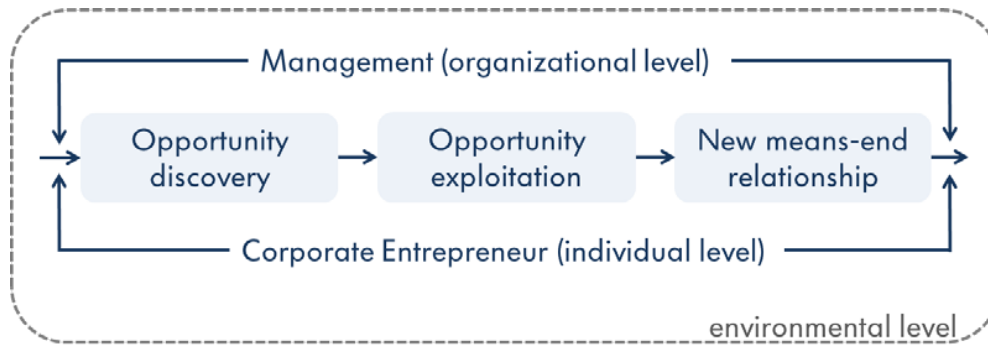 Management (organizational level)
Opportunity
discovery
Opportunity
exploitation
New means-end
relationship
Corporate Entrepreneur (individual level)
environmental level